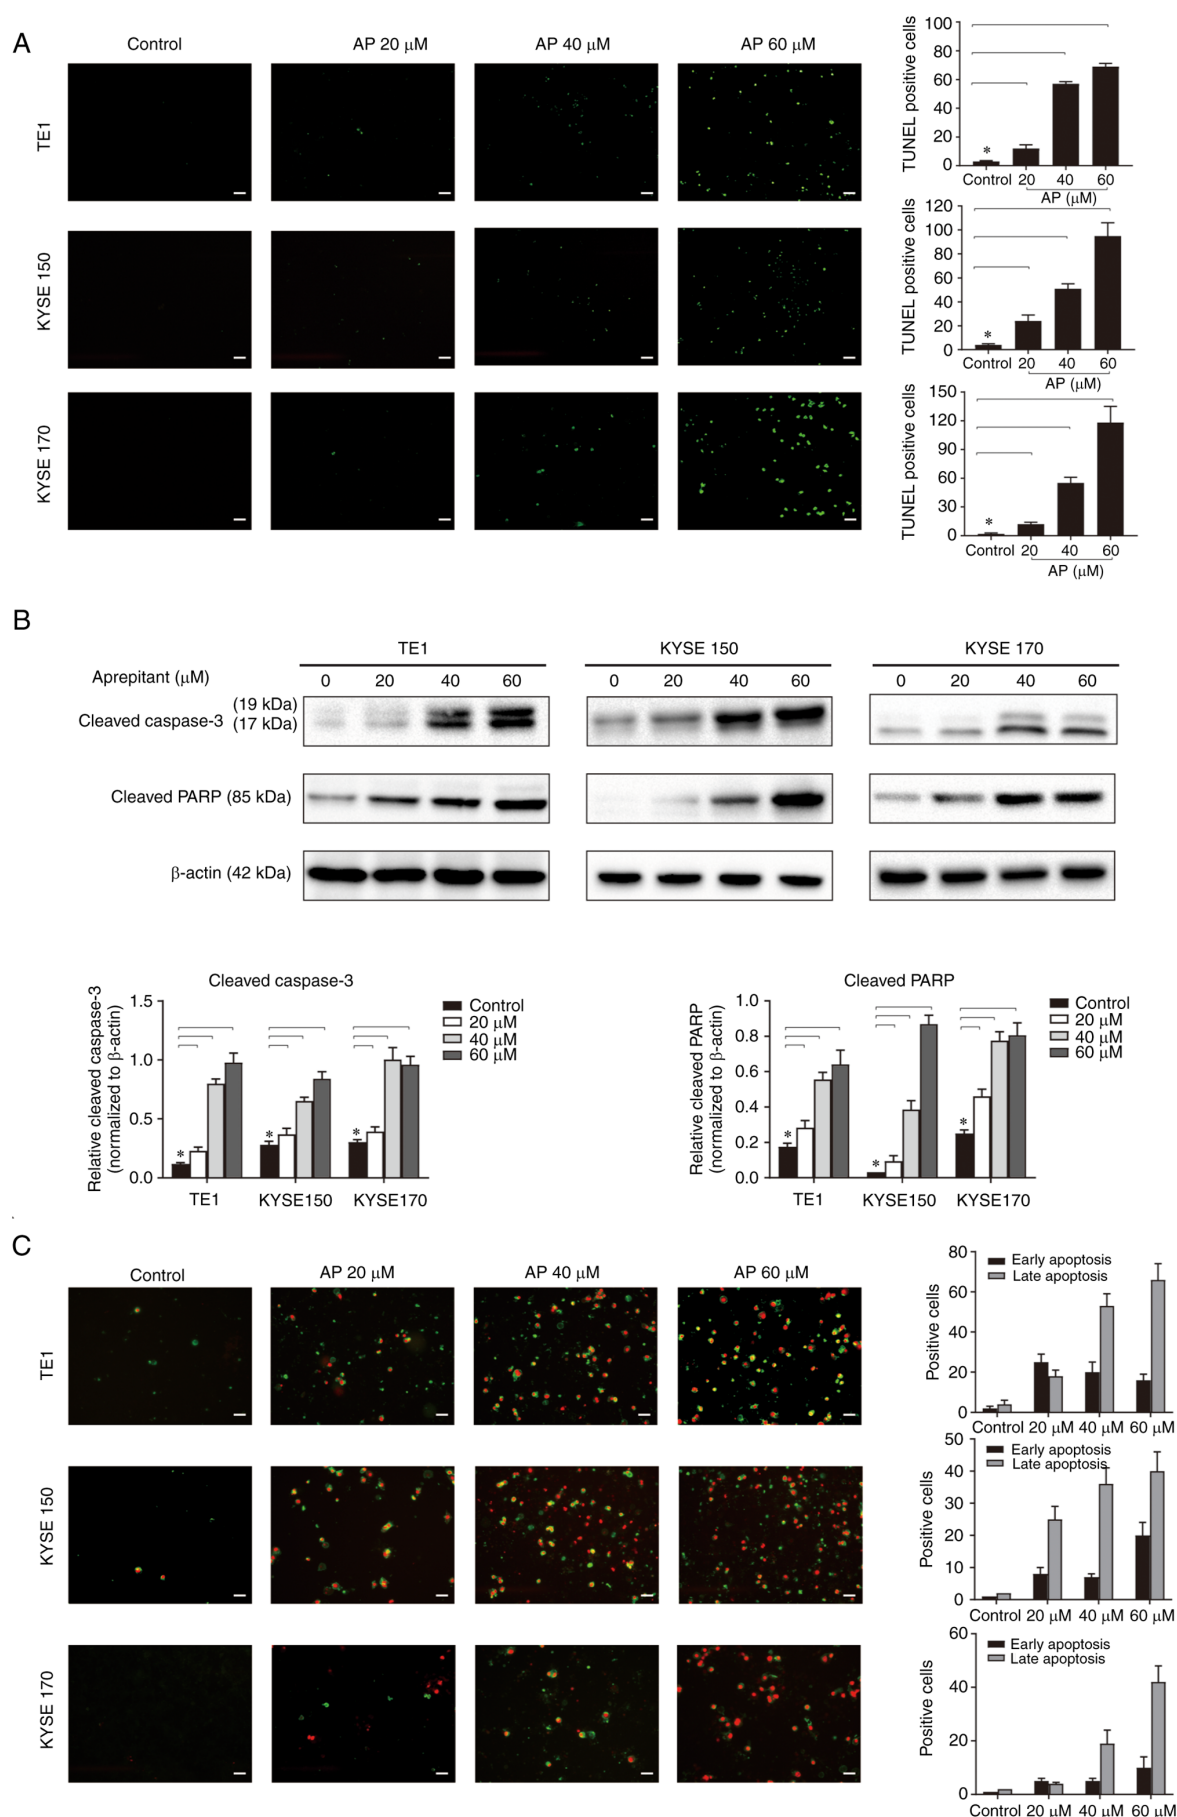 A
Control
AP 20 µM
AP 40 µM
AP 60 µM
TE1
KYSE 150
KYSE 170
TUNEL positive cells
100
80
60
40
20
0
*
Control 20 40 60
AP (µM)
TUNEL positive cells
120
100
80
60
40
20
0
*
Control 20 40 60
AP (µM)
TUNEL positive cells
150
120
90
60
30
0
*
Control 20 40 60
AP (µM)
B
TE1
KYSE 150
KYSE 170
Aprepitant (µM)
0 20 40 60
0 20 40 60
0 20 40 60
Cleaved caspase-3
(19 kDa)
(17 kDa)
Cleaved PARP (85 kDa)
β-actin (42 kDa)
Cleaved caspase-3
Relative cleaved caspase-3
(normalized to β-actin)
1.5
1.0
0.5
0.0
* * *
TE1 KYSE150 KYSE170
Control
20 µM
40 µM
60 µM
Cleaved PARP
Relative cleaved PARP
(normalized to β-actin)
1.0
0.8
0.6
0.4
0.2
0.0
* * *
TE1 KYSE150 KYSE170
Control
20 µM
40 µM
60 µM
C
Control
AP 20 µM
AP 40 µM
AP 60 µM
TE1
KYSE 150
KYSE 170
Positive cells
80
60
40
20
0
Early apoptosis
Late apoptosis
Control 20 µM 40 µM 60 µM
Positive cells
50
40
30
20
10
0
Early apoptosis
Late apoptosis
Control 20 µM 40 µM 60 µM
Positive cells
60
40
20
0
Early apoptosis
Late apoptosis
Control 20 µM 40 µM 60 µM